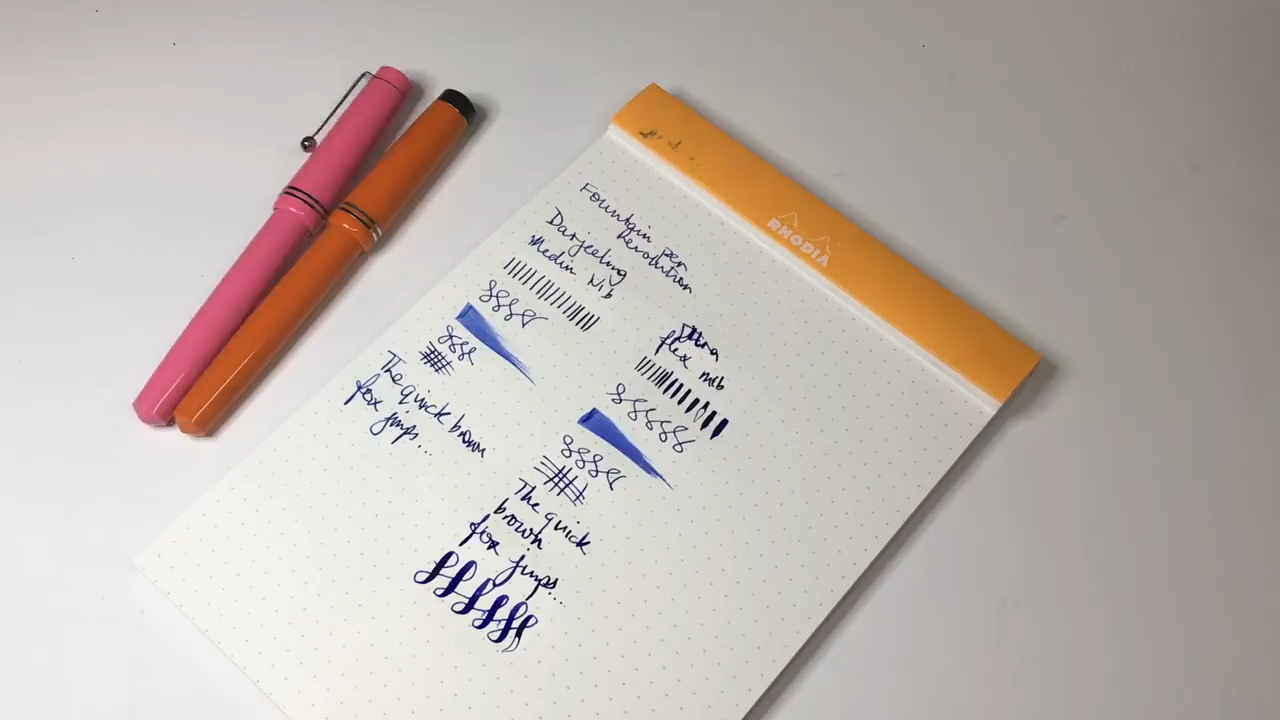 RHODIA
Fountain Pen
Revolution
Darjeeling
Medium Nib
The quick brown
fox jumps...
flex nib
The quick
brown
fox jumps...